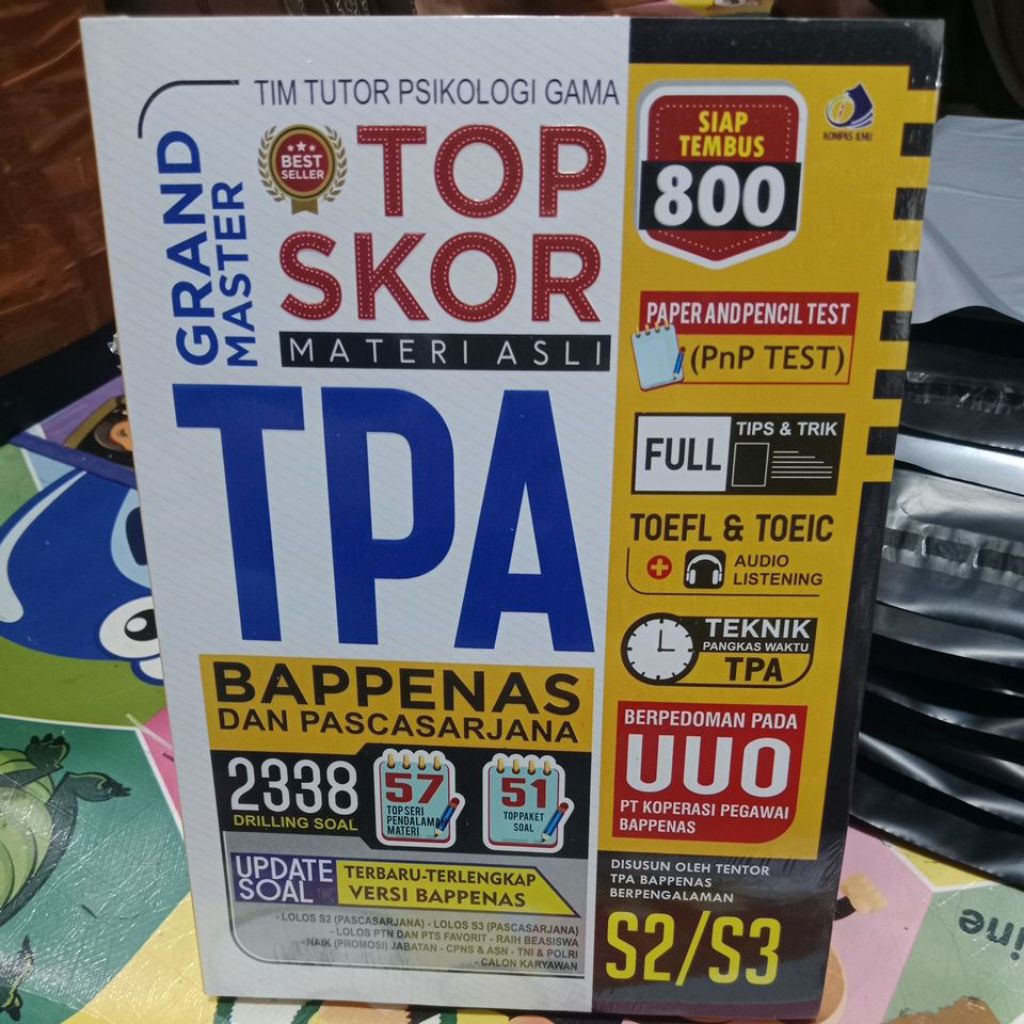 TIM TUTOR PSIKOLOGI GAMA
GRAND
MASTER
BEST
SELLER
TOP
SKOR
MATERI ASLI
TPA
BAPPENAS
DAN PASCASARJANA
2338
DRILLING SOAL
57
TOP SERI
PENDALAMAN
MATERI
51
TOP PAKET
SOAL
UPDATE
SOAL
TERBARU-TERLENGKAP
VERSI BAPPENAS
- LOLOS S2 (PASCASARJANA) - LOLOS S3 (PASCASARJANA)
- LOLOS PTN DAN PTS FAVORIT - RAIH BEASISWA
- NAIK (PROMOSI) JABATAN - CPNS & ASN - TNI & POLRI
- CALON KARYAWAN
SIAP
TEMBUS
800
KOMPAS ILMU
PAPER AND PENCIL TEST
(PnP TEST)
FULL
TIPS & TRIK
TOEFL & TOEIC
AUDIO
LISTENING
TEKNIK
PANGKAS WAKTU
TPA
BERPEDOMAN PADA
UUO
PT KOPERASI PEGAWAI
BAPPENAS
DISUSUN OLEH TENTOR
TPA BAPPENAS
BERPENGALAMAN
S2/S3